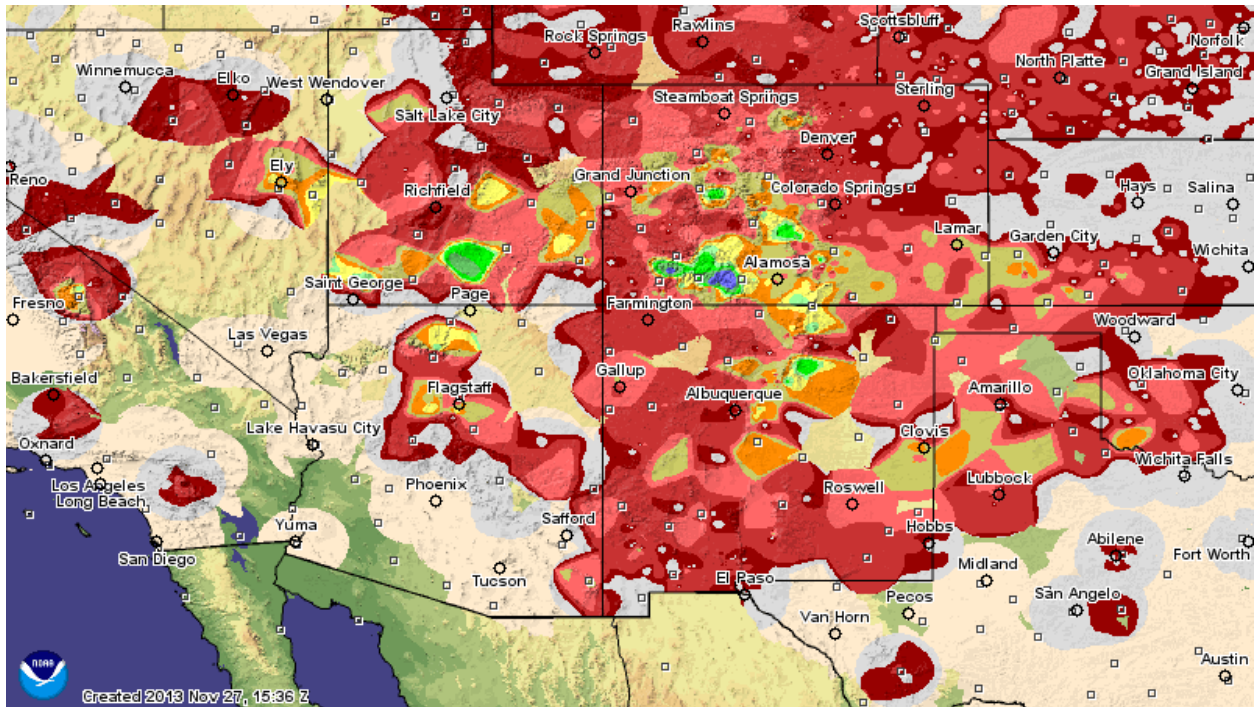 Scottsbluff
Rawlins
Rock Springs
Norfolk
North Platte
Grand Island
Winnemucca
Elko
West Wendover
Salt Lake City
Steamboat Springs
Sterling
Denver
Reno
Ely
Richfield
Grand Junction
Colorado Springs
Hays
Salina
Lamar
Garden City
Wichita
Alamosa
Saint George
Page
Farmington
Fresno
Las Vegas
Woodward
Bakersfield
Flagstaff
Gallup
Albuquerque
Amarillo
Oklahoma City
Oxnard
Lake Havasu City
Clovis
Wichita Falls
Los Angeles
Long Beach
Phoenix
Roswell
Lubbock
Safford
San Diego
Yuma
Hobbs
Abilene
Fort Worth
Tucson
El Paso
Midland
Van Horn
Pecos
San Angelo
Austin
NOAA
Created 2013 Nov 27, 15:36 Z